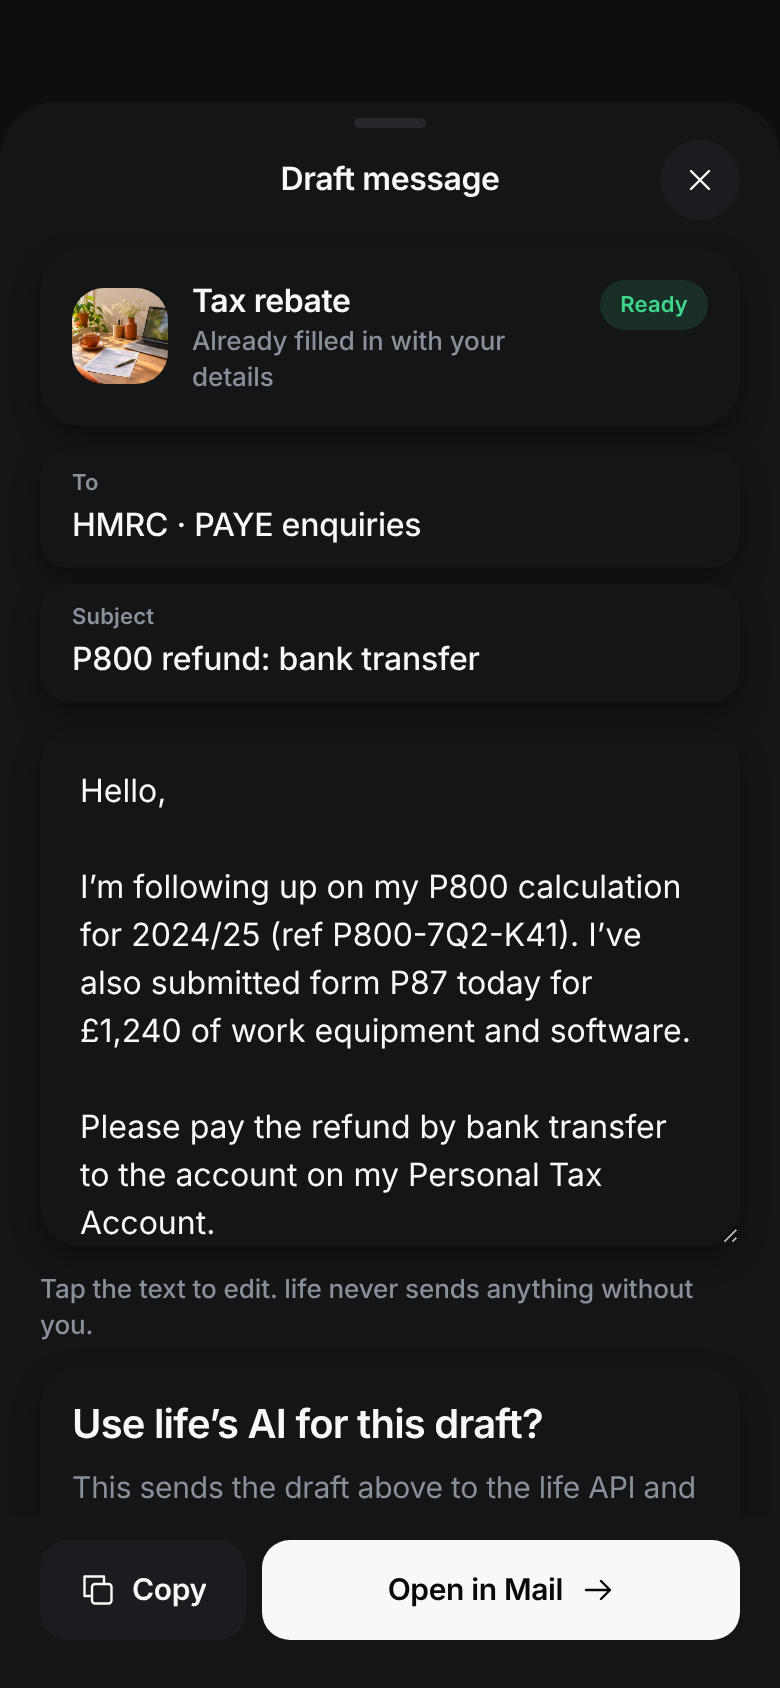 Draft message
Tax rebate
Ready
Already filled in with your
details
To
HMRC · PAYE enquiries
Subject
P800 refund: bank transfer
Hello,
I’m following up on my P800 calculation
for 2024/25 (ref P800-7Q2-K41). I’ve
also submitted form P87 today for
£1,240 of work equipment and software.
Please pay the refund by bank transfer
to the account on my Personal Tax
Account.
Tap the text to edit. life never sends anything without
you.
Use life’s AI for this draft?
This sends the draft above to the life API and
Copy
Open in Mail →